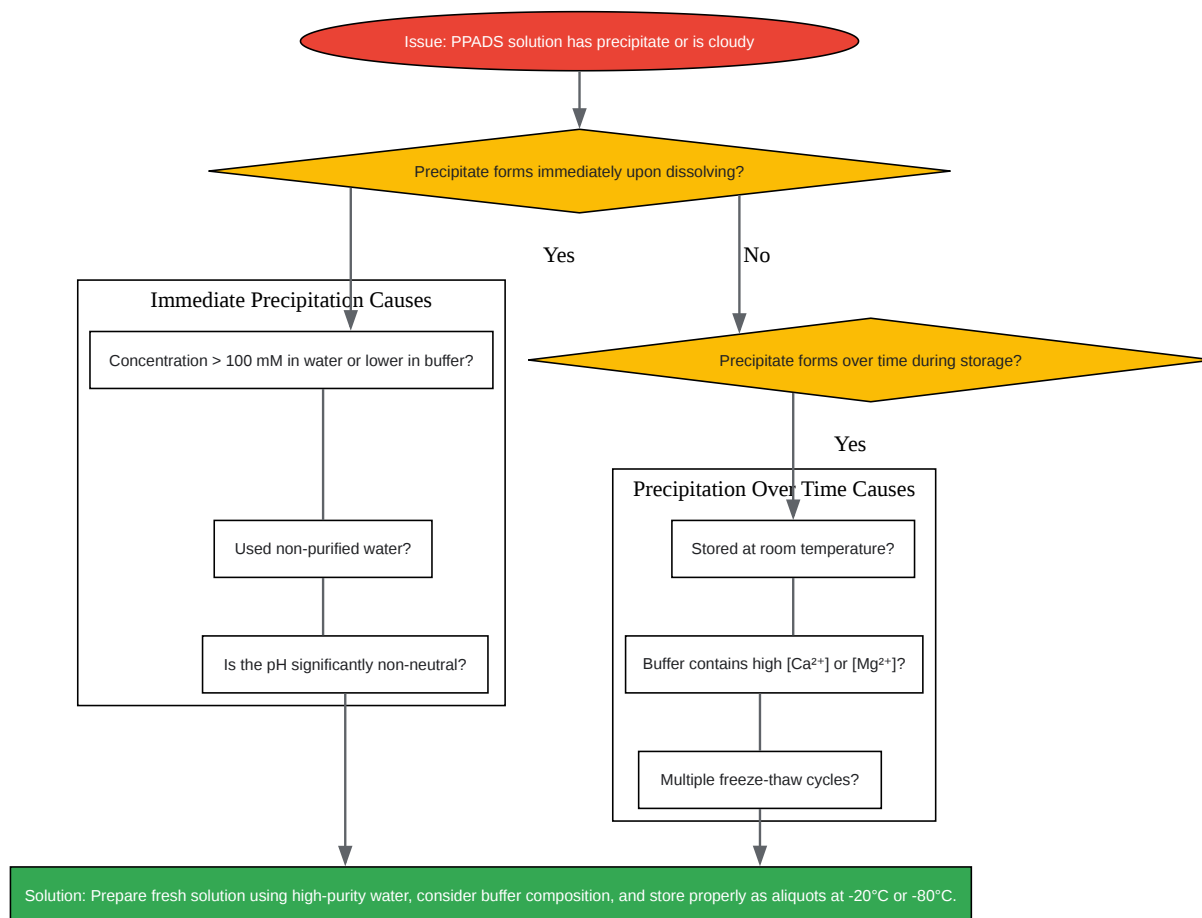 Issue: PPADS solution has precipitate or is cloudy
Precipitate forms immediately upon dissolving?
Yes
No
Immediate Precipitation Causes
Concentration > 100 mM in water or lower in buffer?
Used non-purified water?
Is the pH significantly non-neutral?
Precipitate forms over time during storage?
Yes
Precipitation Over Time Causes
Stored at room temperature?
Buffer contains high [Ca²⁺] or [Mg²⁺]?
Multiple freeze-thaw cycles?
Solution: Prepare fresh solution using high-purity water, consider buffer composition, and store properly as aliquots at -20°C or -80°C.